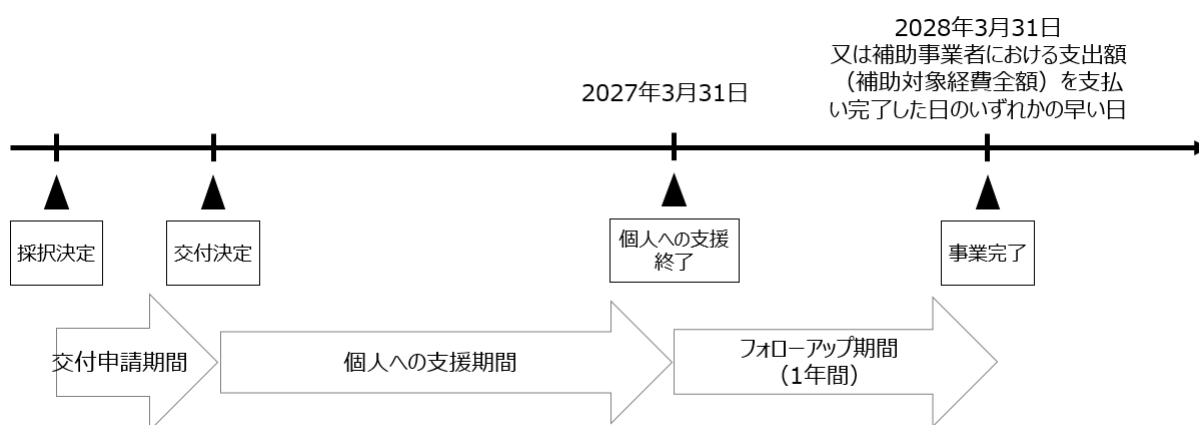 2028年3月31日
又は補助事業者における支出額
（補助対象経費全額）を支払
い完了した日のいずれかの早い日
2027年3月31日
採択決定
交付決定
個人への支援
終了
事業完了
交付申請期間
個人への支援期間
フォローアップ期間
（1年間）